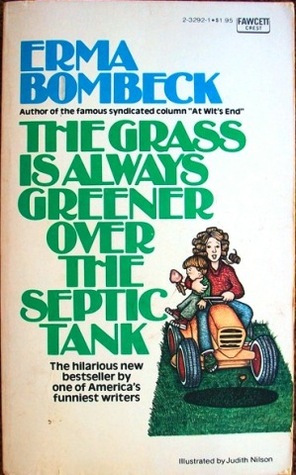 2-3292-1 • $1.95
FAWCETT
CREST
ERMA
BOMBECK
Author of the famous syndicated column "At Wit's End"
THE GRASS
IS ALWAYS
GREENER
OVER
THE
SEPTIC
TANK
The hilarious new
bestseller by
one of America's
funniest writers
Illustrated by Judith Nilson